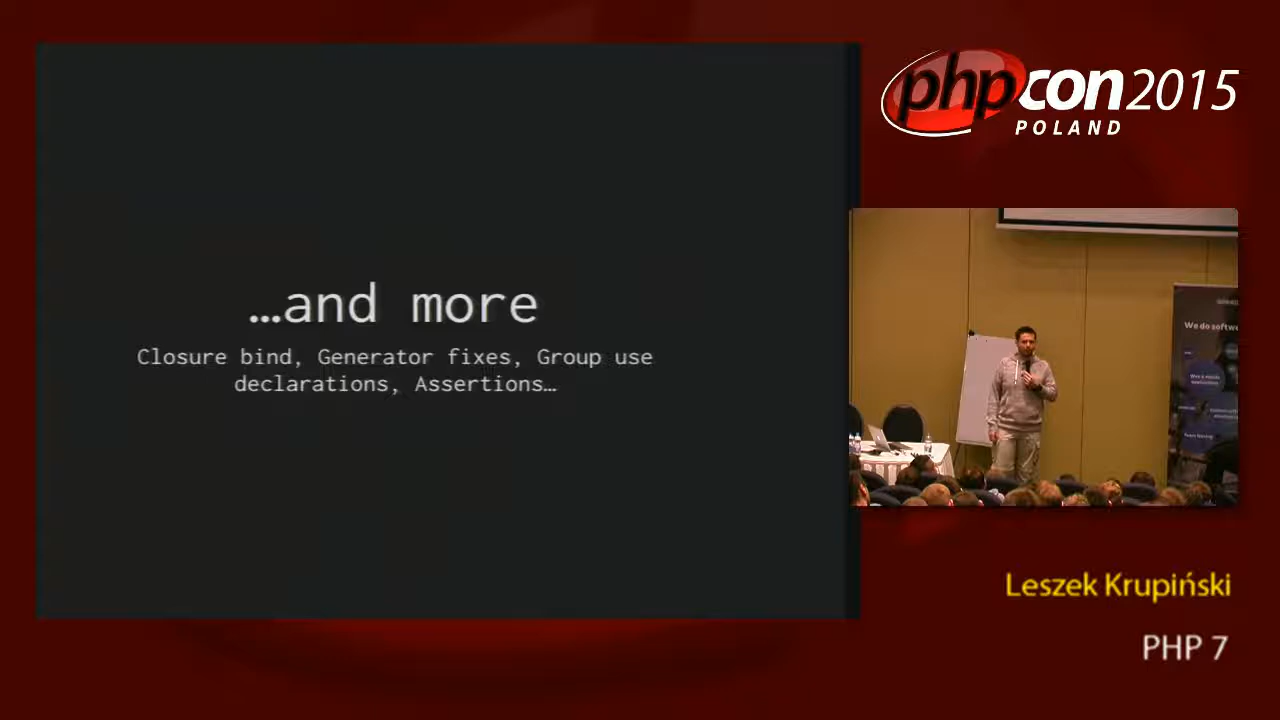 …and more
Closure bind, Generator fixes, Group use
declarations, Assertions…
phpcon2015
POLAND
We do softw
Leszek Krupiński
PHP 7